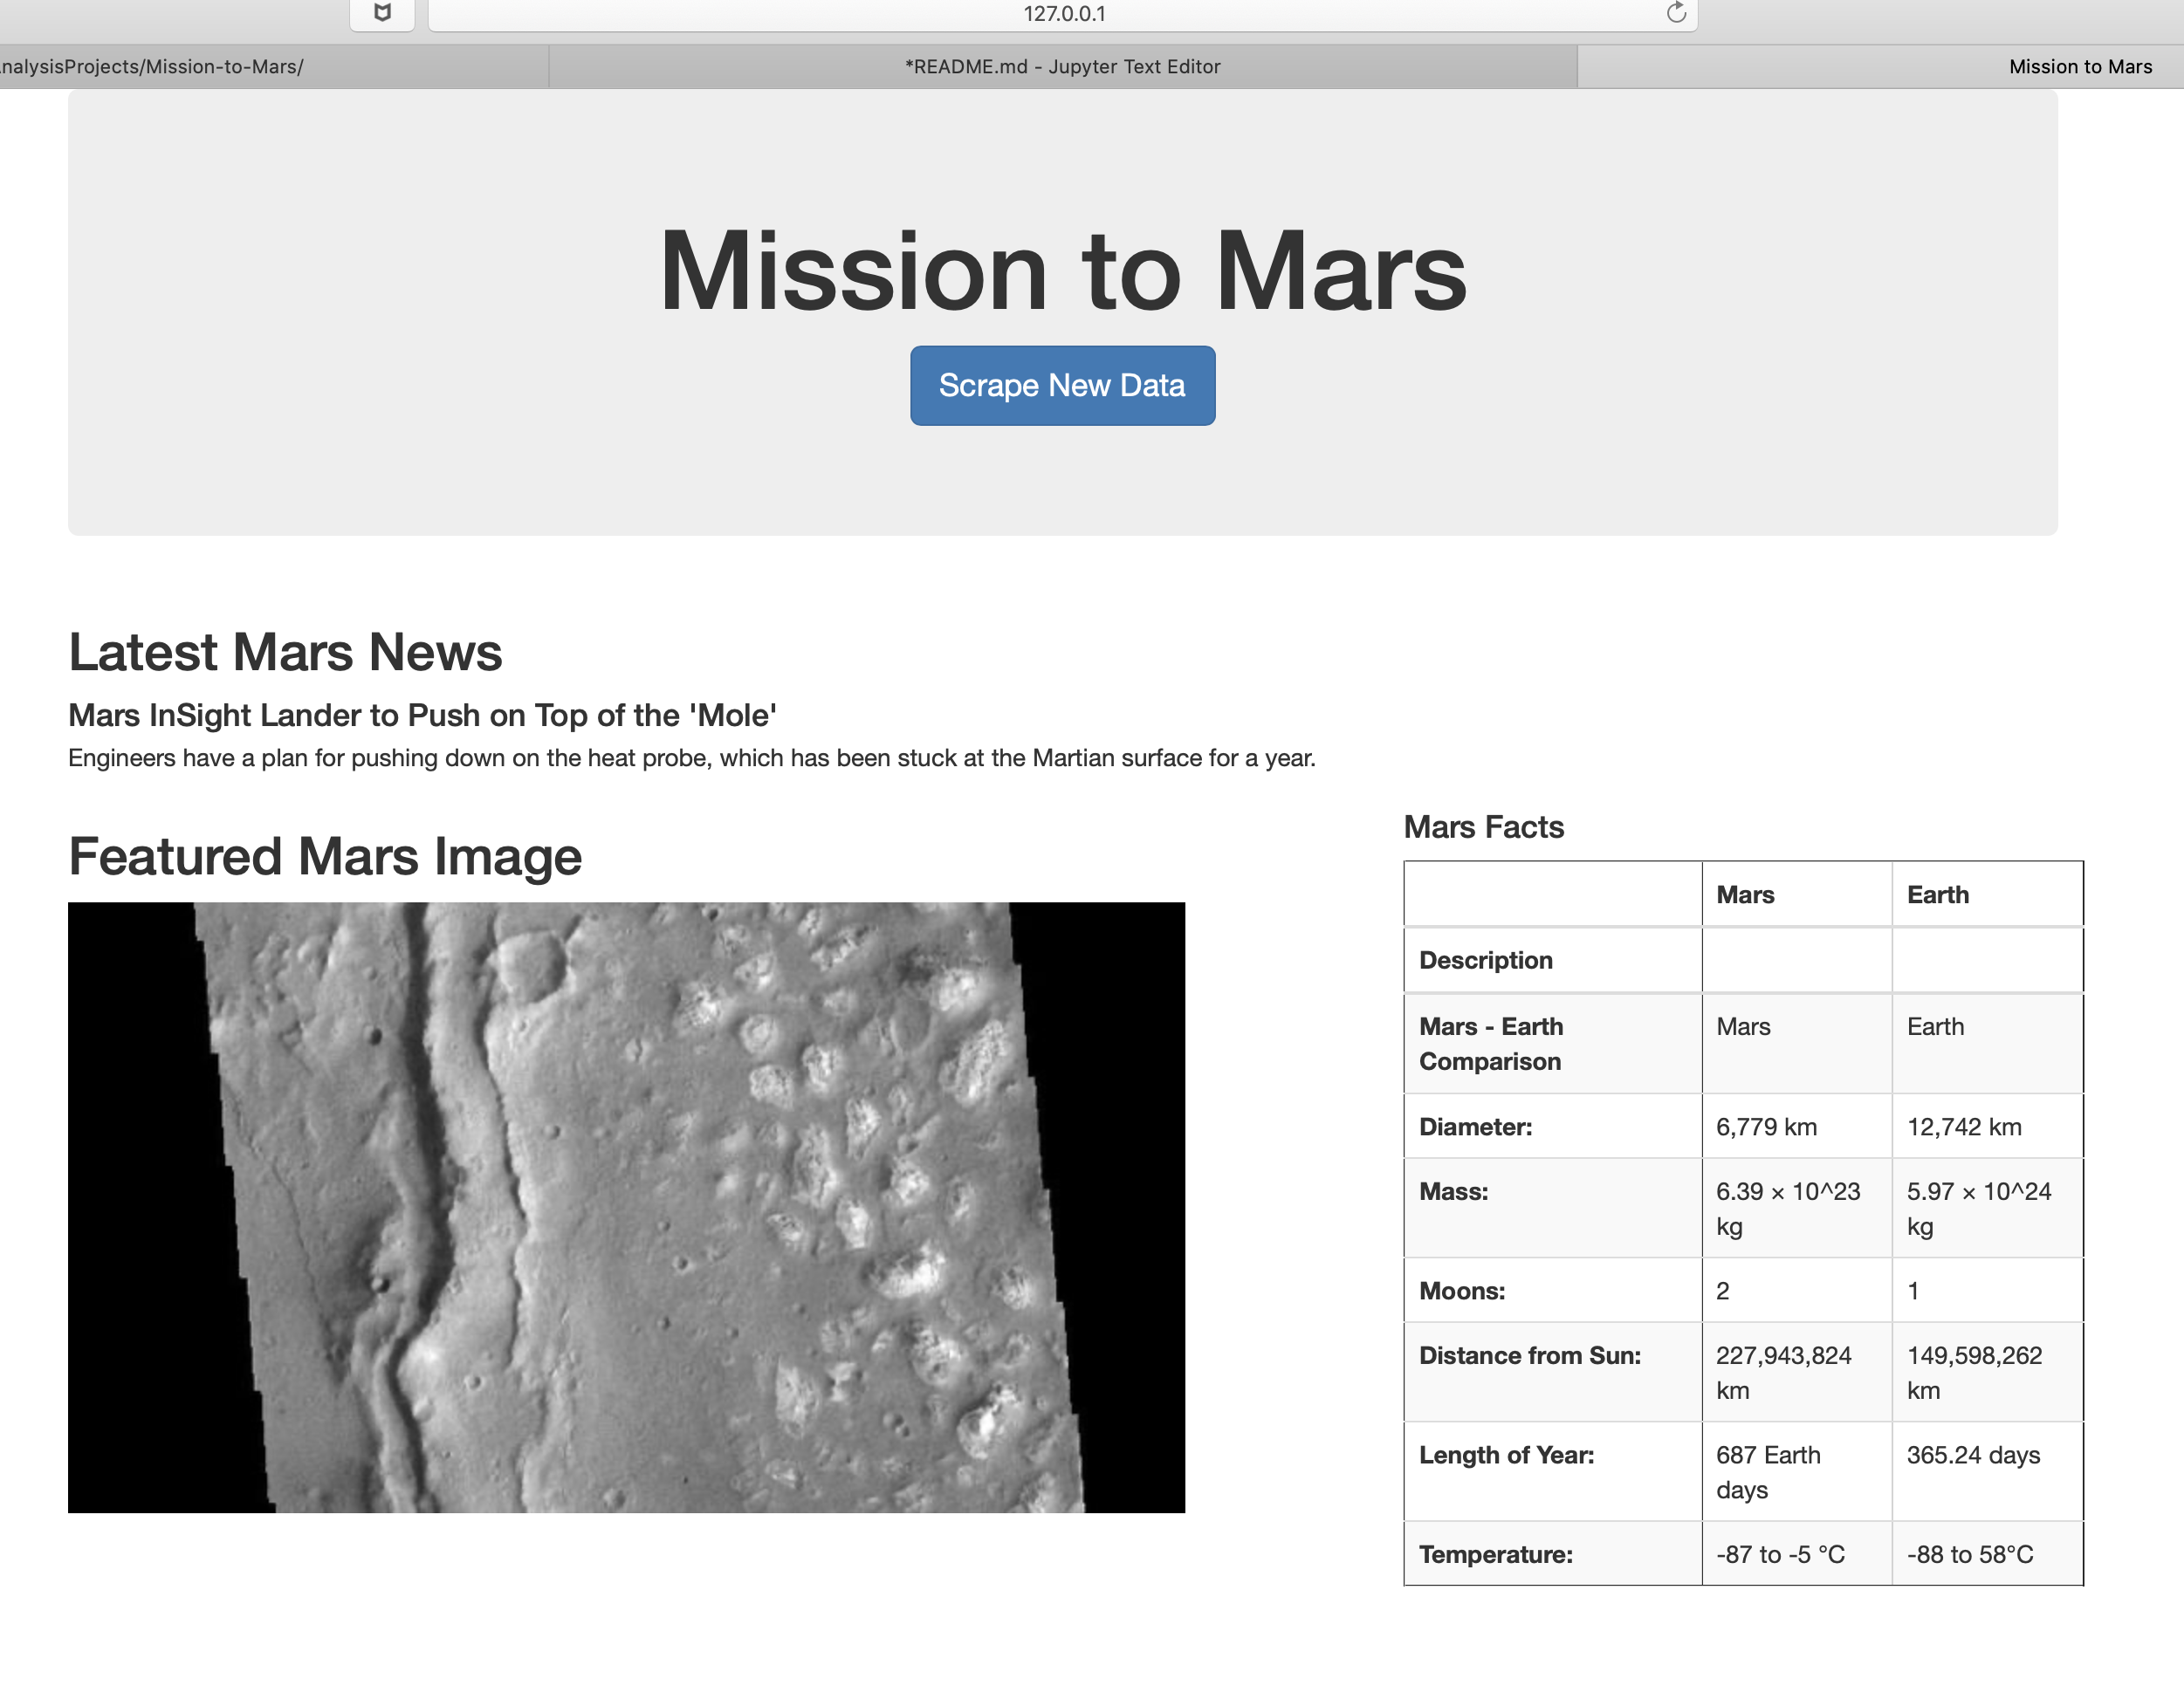 127.0.0.1
nalysisProjects/Mission-to-Mars/
*README.md - Jupyter Text Editor
Mission to Mars
Mission to Mars
Scrape New Data
Latest Mars News
Mars InSight Lander to Push on Top of the 'Mole'
Engineers have a plan for pushing down on the heat probe, which has been stuck at the Martian surface for a year.
Featured Mars Image
Mars Facts
Mars Earth
Description
Mars - Earth Comparison Mars Earth
Diameter: 6,779 km 12,742 km
Mass: 6.39 × 10^23 kg 5.97 × 10^24 kg
Moons: 2 1
Distance from Sun: 227,943,824 km 149,598,262 km
Length of Year: 687 Earth days 365.24 days
Temperature: -87 to -5 °C -88 to 58°C